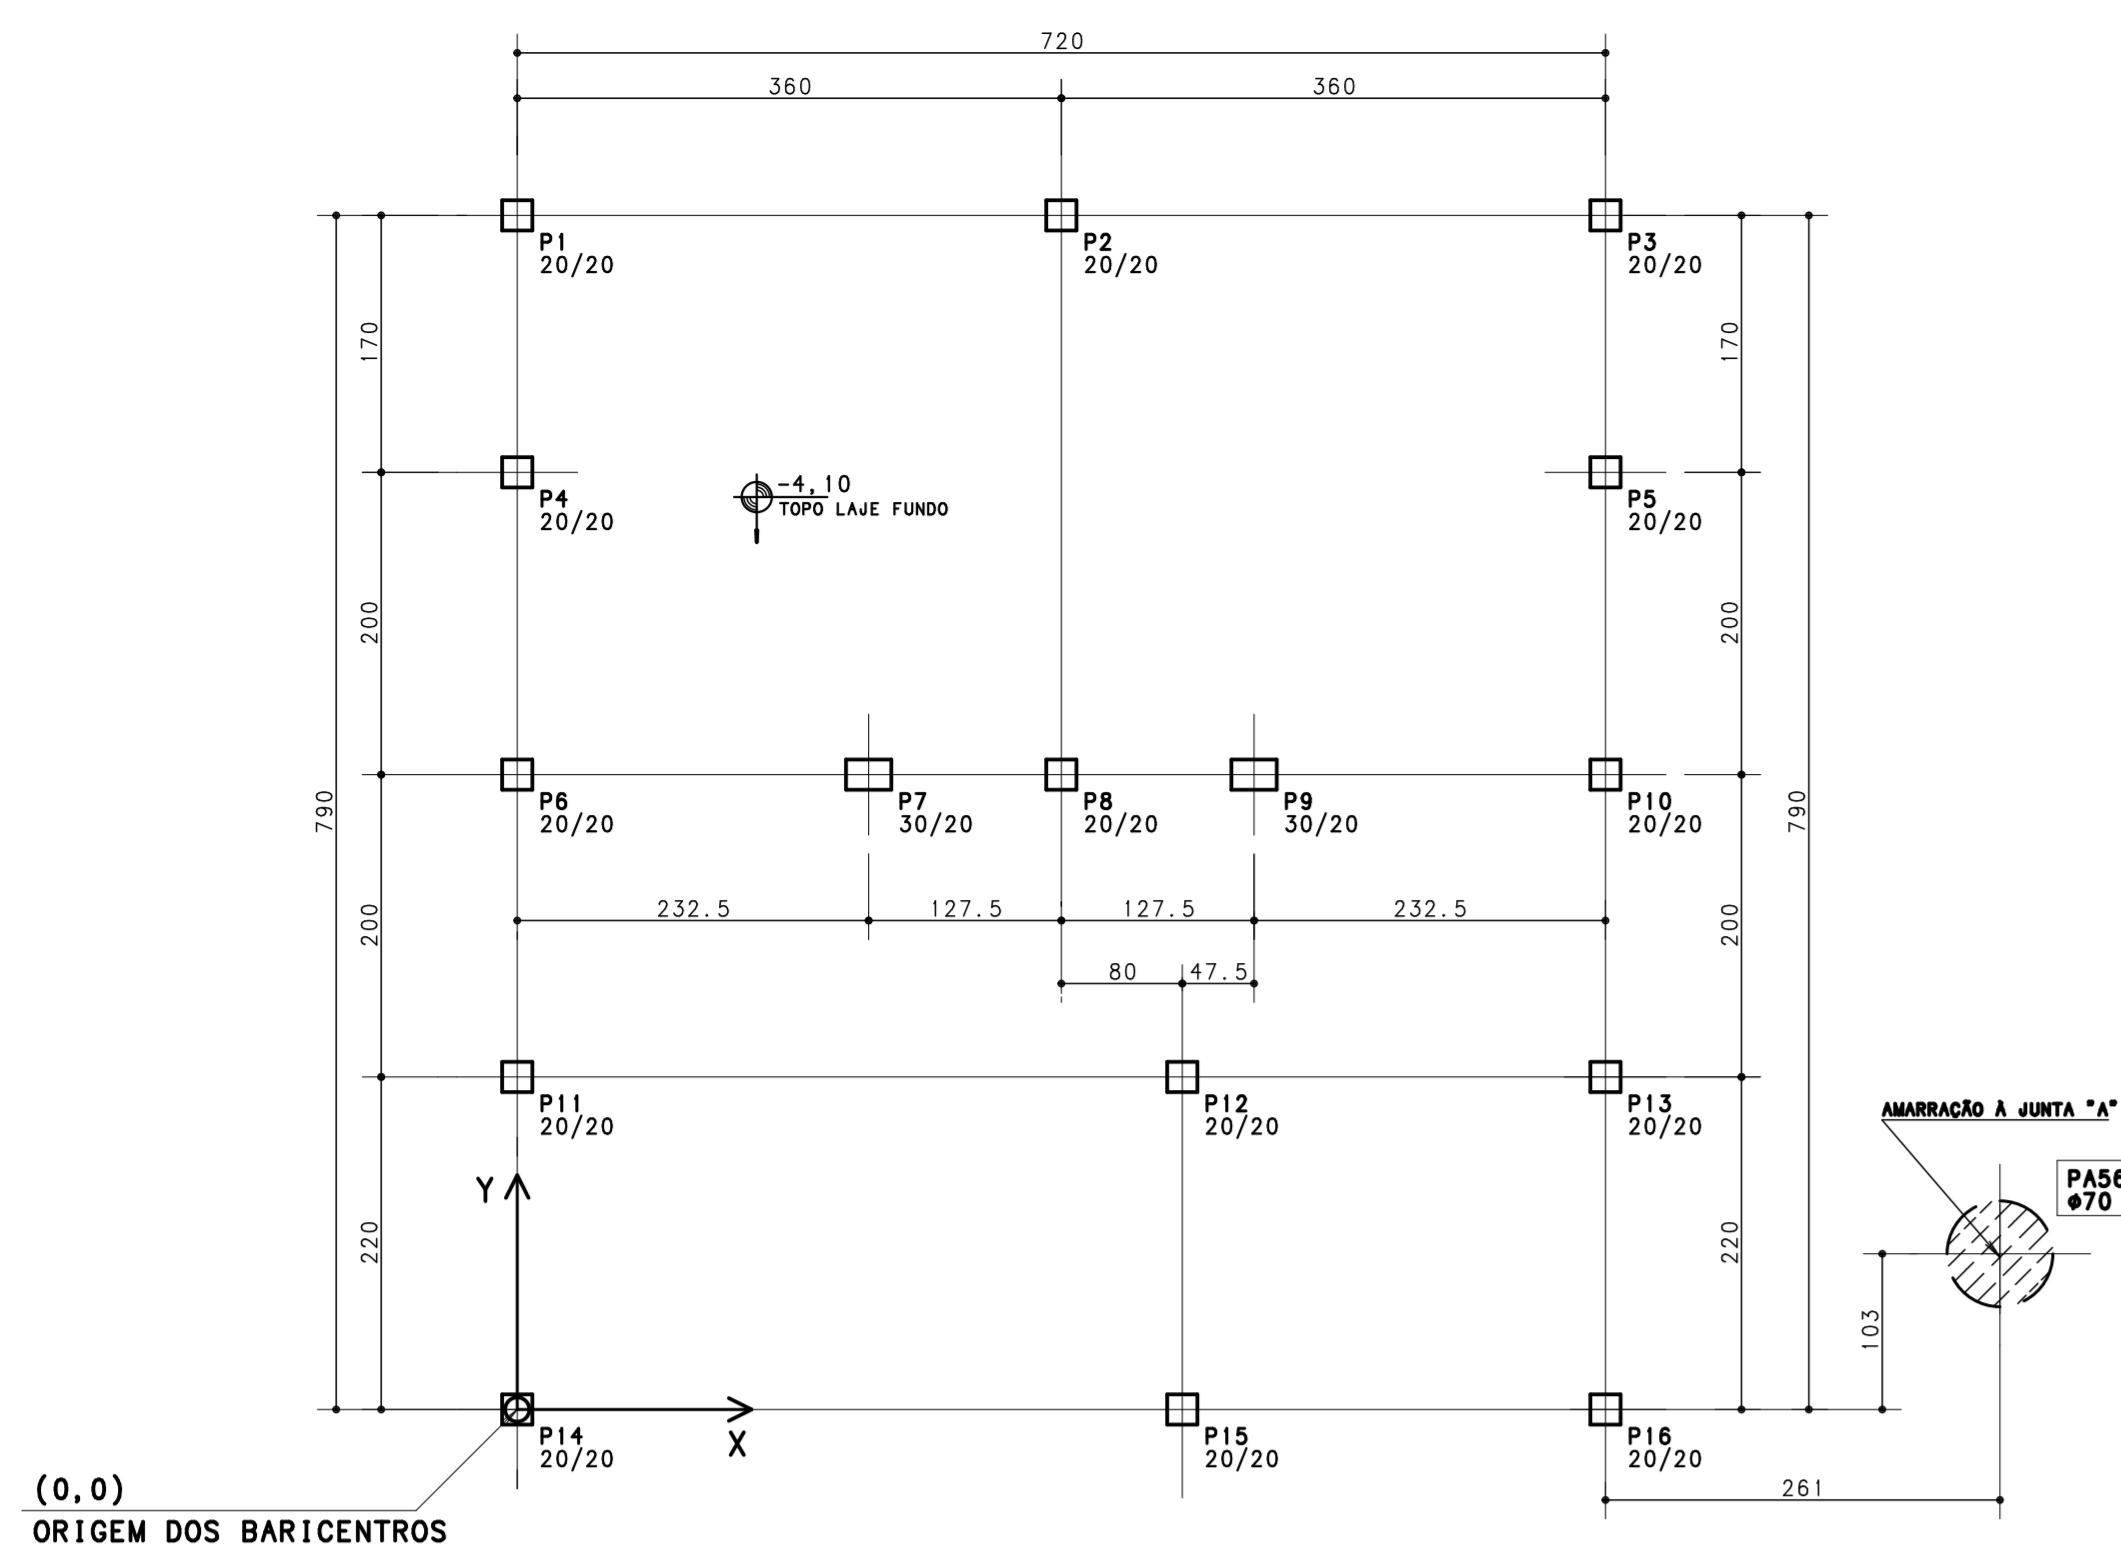 720
360 360
P1
20/20
P2
20/20
P3
20/20
170
170
-4,10
TOPO LAJE FUNDO
P4
20/20
P5
20/20
200
200
790
790
P6
20/20
P7
30/20
P8
20/20
P9
30/20
P10
20/20
232.5 127.5 127.5 232.5
200
200
80 47.5
P11
20/20
P12
20/20
P13
20/20
AMARRAÇÃO À JUNTA "A"
PA56
ø70
Y
220
220
103
P14
20/20
X
P15
20/20
P16
20/20
261
(0,0)
ORIGEM DOS BARICENTROS